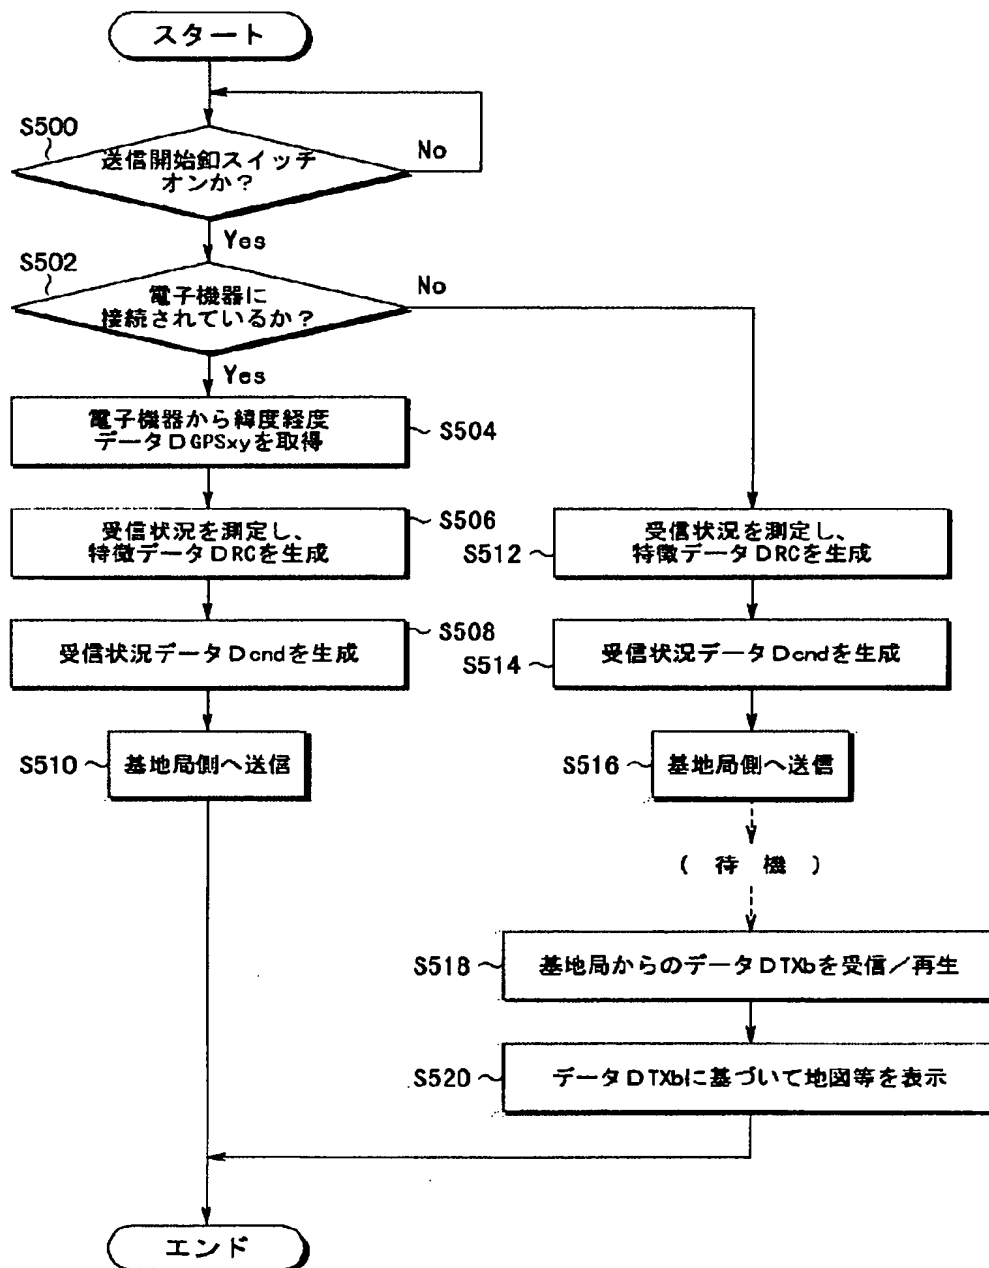 スタート
S500
送信開始釦スイッチ
オンか？
No
Yes
S502
電子機器に
接続されているか？
No
Yes
電子機器から緯度経度
データDGPSxyを取得
S504
受信状況を測定し、
特徴データDRCを生成
S506
受信状況データDcndを生成
S508
S510
基地局側へ送信
S512
受信状況を測定し、
特徴データDRCを生成
S514
受信状況データDcndを生成
S516
基地局側へ送信
（ 待 機 ）
S518
基地局からのデータDTXbを受信／再生
S520
データDTXbに基づいて地図等を表示
エンド